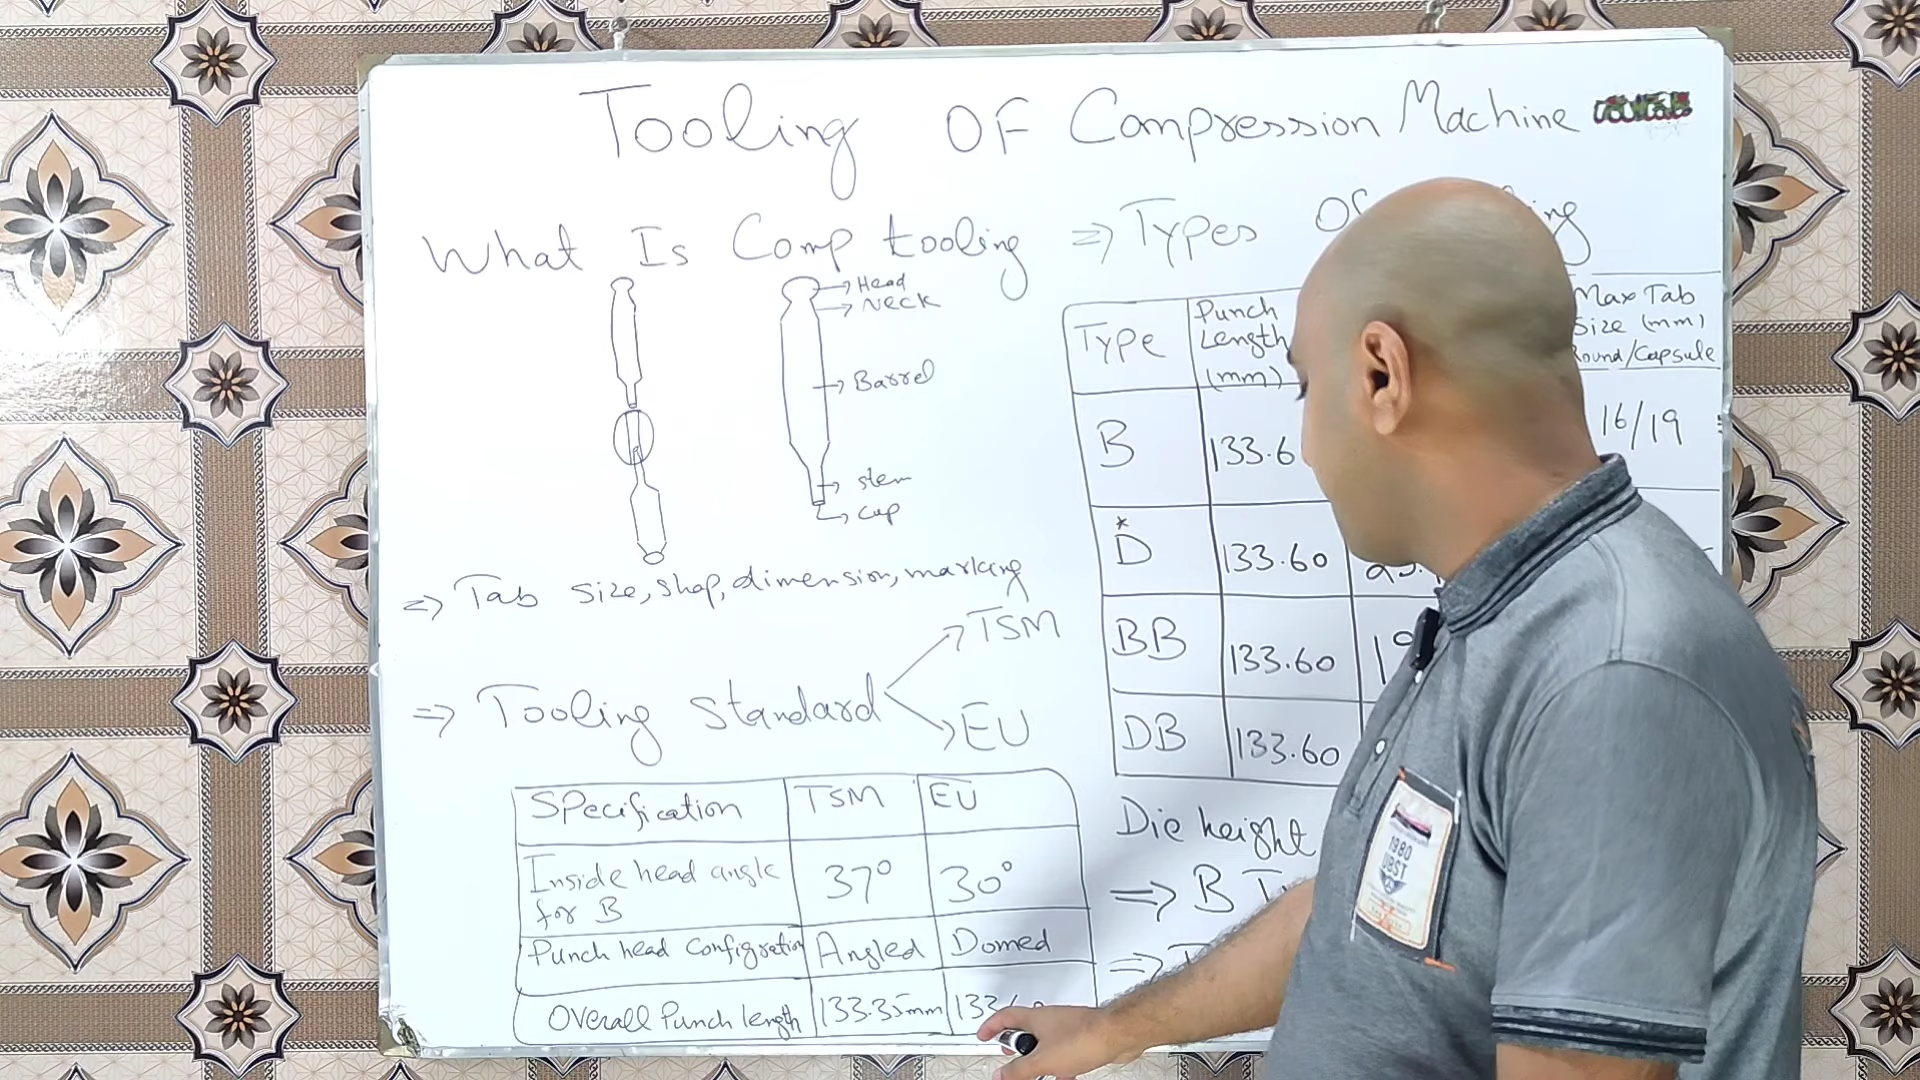 Tooling OF Compression Machine
What Is Comp tooling
Head
Neck
Barrel
stem
Cup
⇒ Tab size, shap, dimension, marking
⇒ Tooling standard
TSM
EU
Specification TSM EU
Inside head angle
for B 37° 30°
Punch head configration Angled Domed
Overall Punch length 133.35mm
⇒ Types
Type Punch
Length
(mm)
Max Tab
Size (mm)
Round/Capsule
B 133.6 16/19
*
D 133.60
BB 133.60
DB 133.60
Die height
⇒ B
⇒
1980
UBST